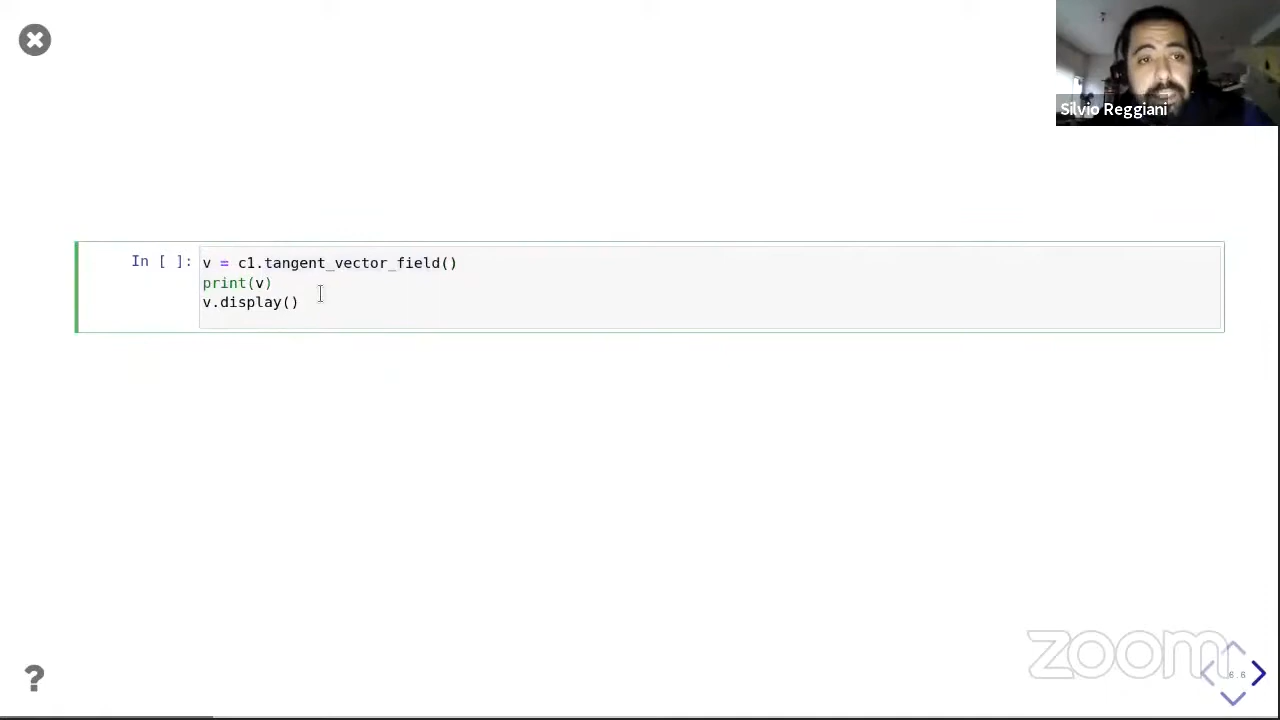 Silvio Reggiani
In [ ]:
v = c1.tangent_vector_field()
print(v)
v.display()
zoom
?